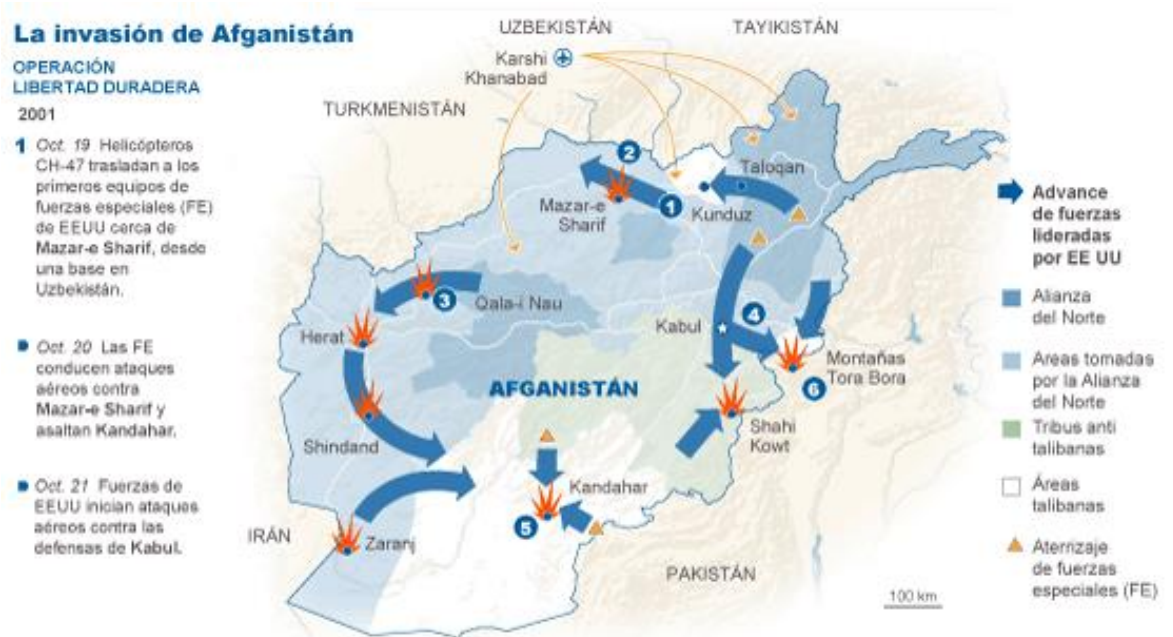 La invasión de Afganistán
OPERACIÓN
LIBERTAD DURADERA
2001
1 Oct. 19 Helicópteros
CH-47 trasladan a los
primeros equipos de
fuerzas especiales (FE)
de EEUU cerca de
Mazar-e Sharif, desde
una base en
Uzbekistán.
Oct. 20 Las FE
conducen ataques
aéreos contra
Mazar-e Sharif y
asaltan Kandahar.
Oct. 21 Fuerzas de
EEUU inician ataques
aéreos contra las
defensas de Kabul.
UZBEKISTÁN
TAYIKISTÁN
Karshi
Khanabad
TURKMENISTÁN
2
Taloqan
1
Kunduz
Mazar-e
Sharif
3
Qala-i Nau
Herat
Kabul
4
Montañas
Tora Bora
6
AFGANISTÁN
Shindand
Shahi
Kowt
Kandahar
5
IRÁN
Zaranj
PAKISTÁN
100 km
Advance
de fuerzas
lideradas
por EE UU
Alianza
del Norte
Areas tomadas
por la Alianza
del Norte
Tribus anti
talibanas
Áreas
talibanas
Aterrizaje
de fuerzas
especiales (FE)